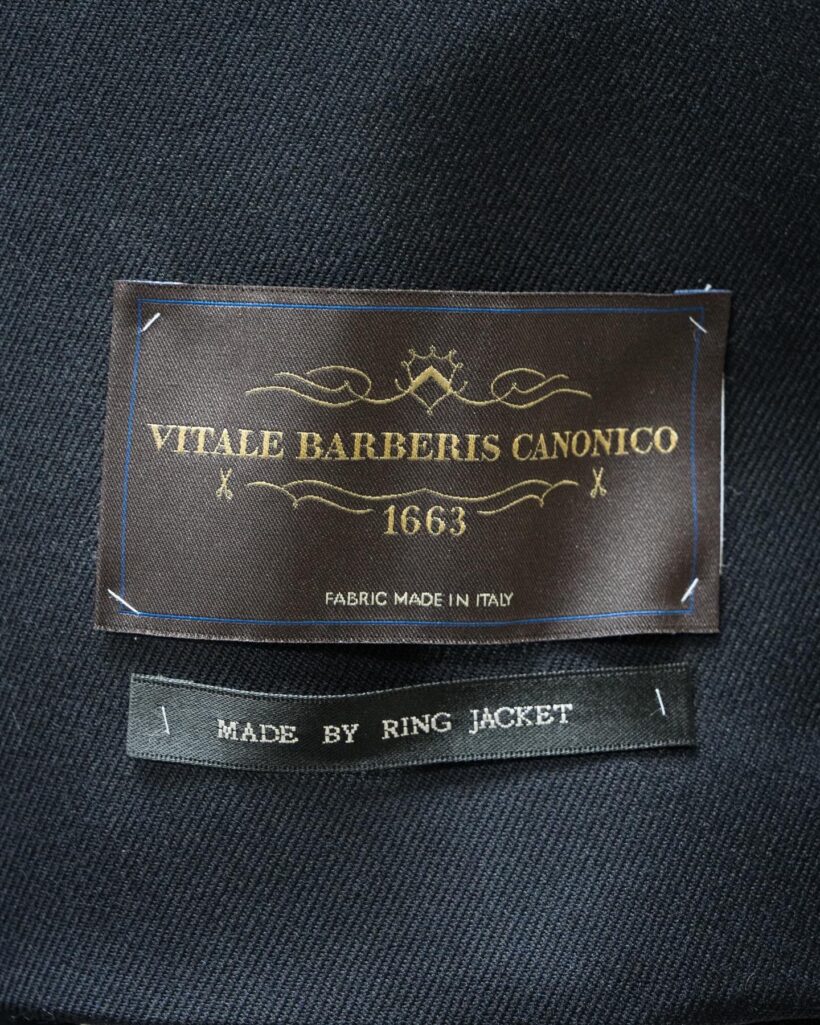 VITALE BARBERIS CANONICO
1663
FABRIC MADE IN ITALY
MADE BY RING JACKET